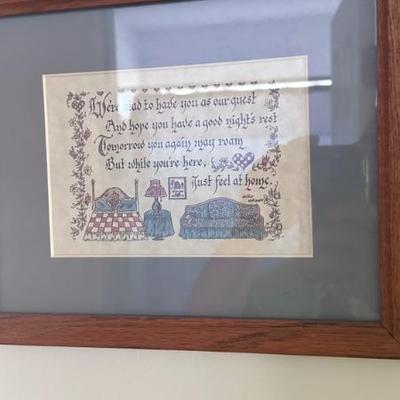 We're glad to have you as our guest
And hope you have a good night's rest
Tomorrow you again may roam
But while you're here,
Just feel at home.